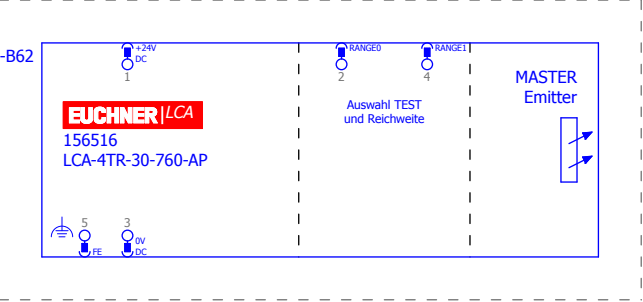 -B62
+24V
DC
1
RANGE0
2
RANGE1
4
MASTER
Emitter
EUCHNER|LCA
Auswahl TEST
und Reichweite
156516
LCA-4TR-30-760-AP
5
FE
3
0V
DC